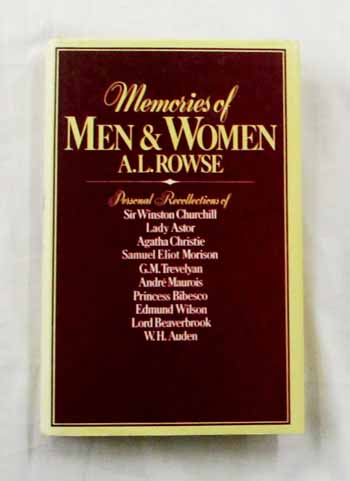 Memories of
MEN & WOMEN
A.L. ROWSE
Personal Recollections of
Sir Winston Churchill
Lady Astor
Agatha Christie
Samuel Eliot Morison
G.M. Trevelyan
André Maurois
Princess Bibesco
Edmund Wilson
Lord Beaverbrook
W.H. Auden